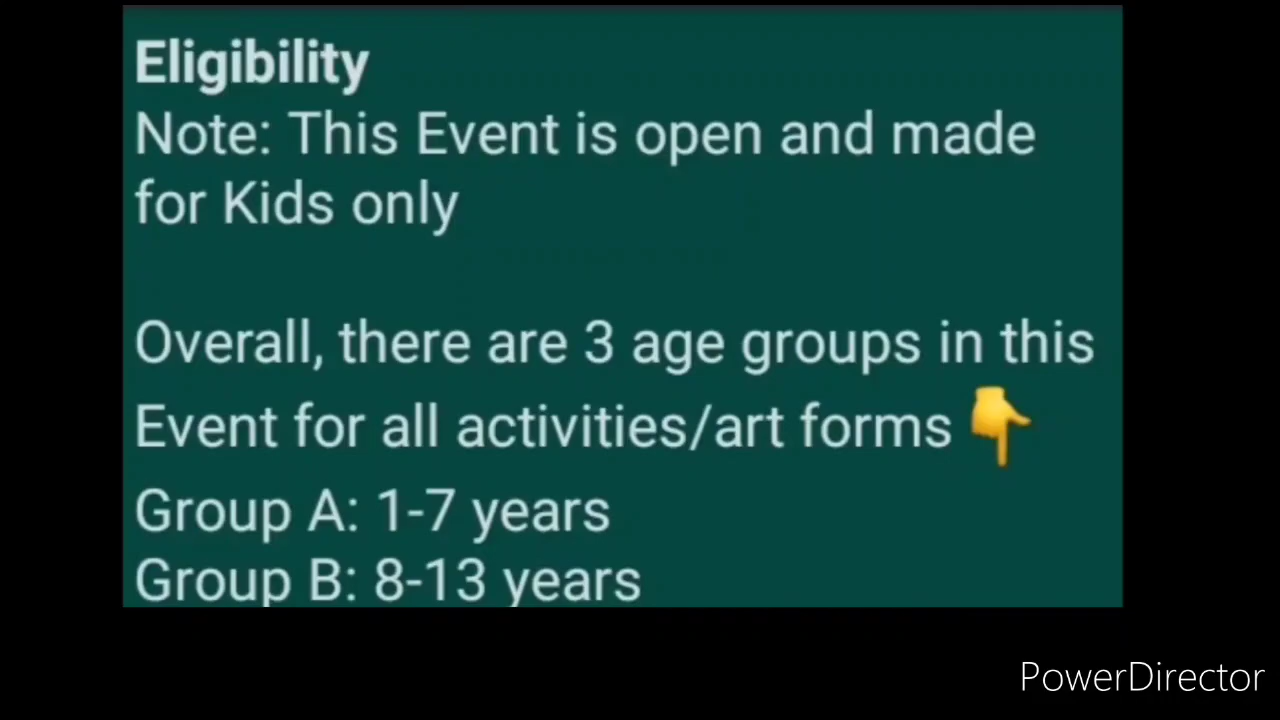 Eligibility
Note: This Event is open and made
for Kids only
Overall, there are 3 age groups in this
Event for all activities/art forms👇
Group A: 1-7 years
Group B: 8-13 years
PowerDirector